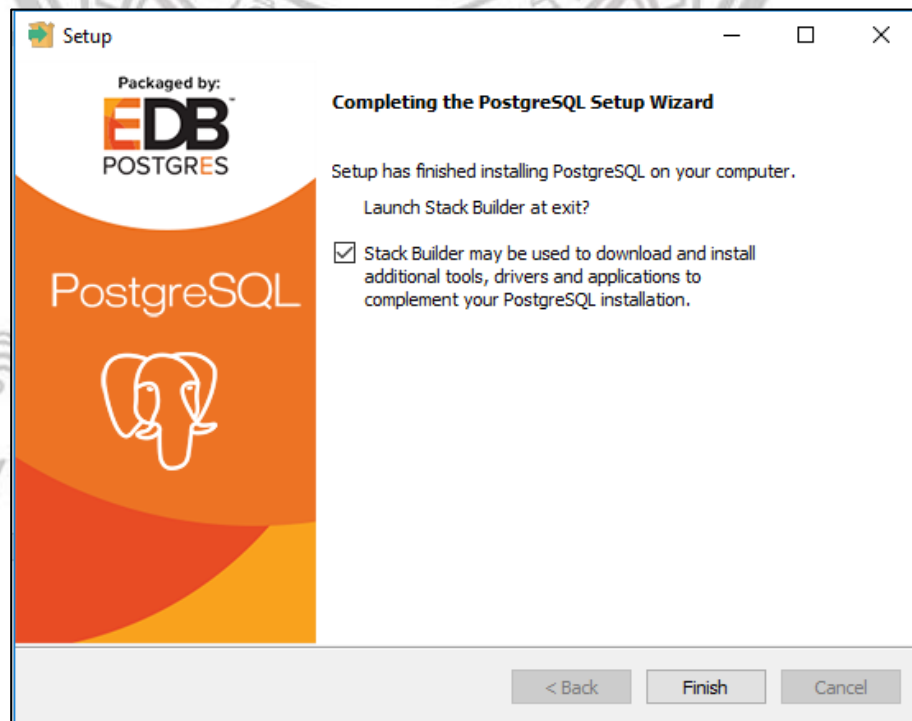 Setup
Packaged by:
EDB
POSTGRES
PostgreSQL
Completing the PostgreSQL Setup Wizard
Setup has finished installing PostgreSQL on your computer.
Launch Stack Builder at exit?
Stack Builder may be used to download and install
additional tools, drivers and applications to
complement your PostgreSQL installation.
< Back
Finish
Cancel